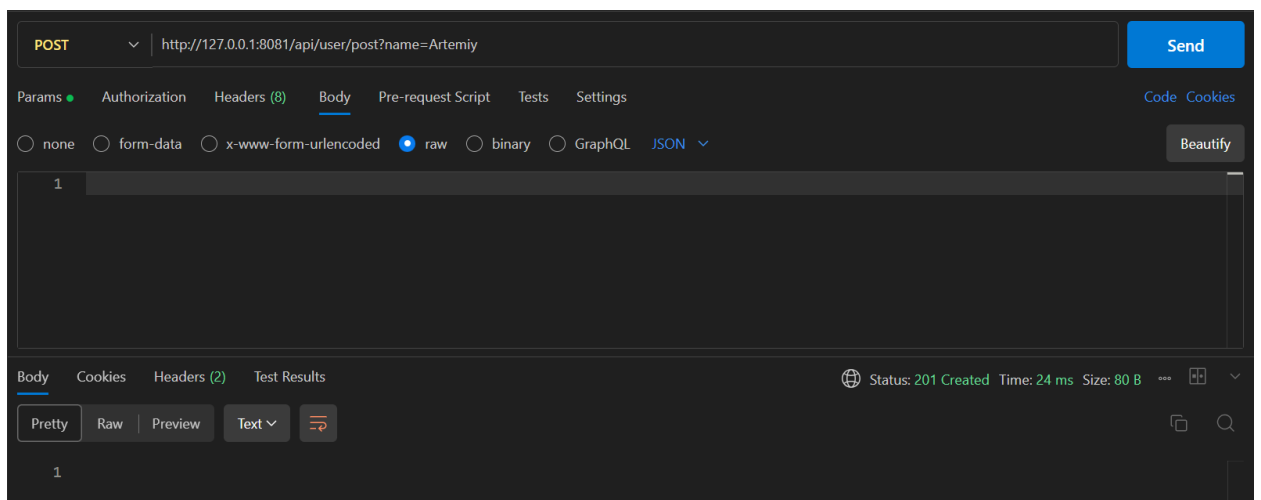 POST http://127.0.0.1:8081/api/user/post?name=Artemiy Send
Params Authorization Headers (8) Body Pre-request Script Tests Settings Code Cookies
none form-data x-www-form-urlencoded raw binary GraphQL JSON Beautify
1
Body Cookies Headers (2) Test Results Status: 201 Created Time: 24 ms Size: 80 B
Pretty Raw Preview Text
1